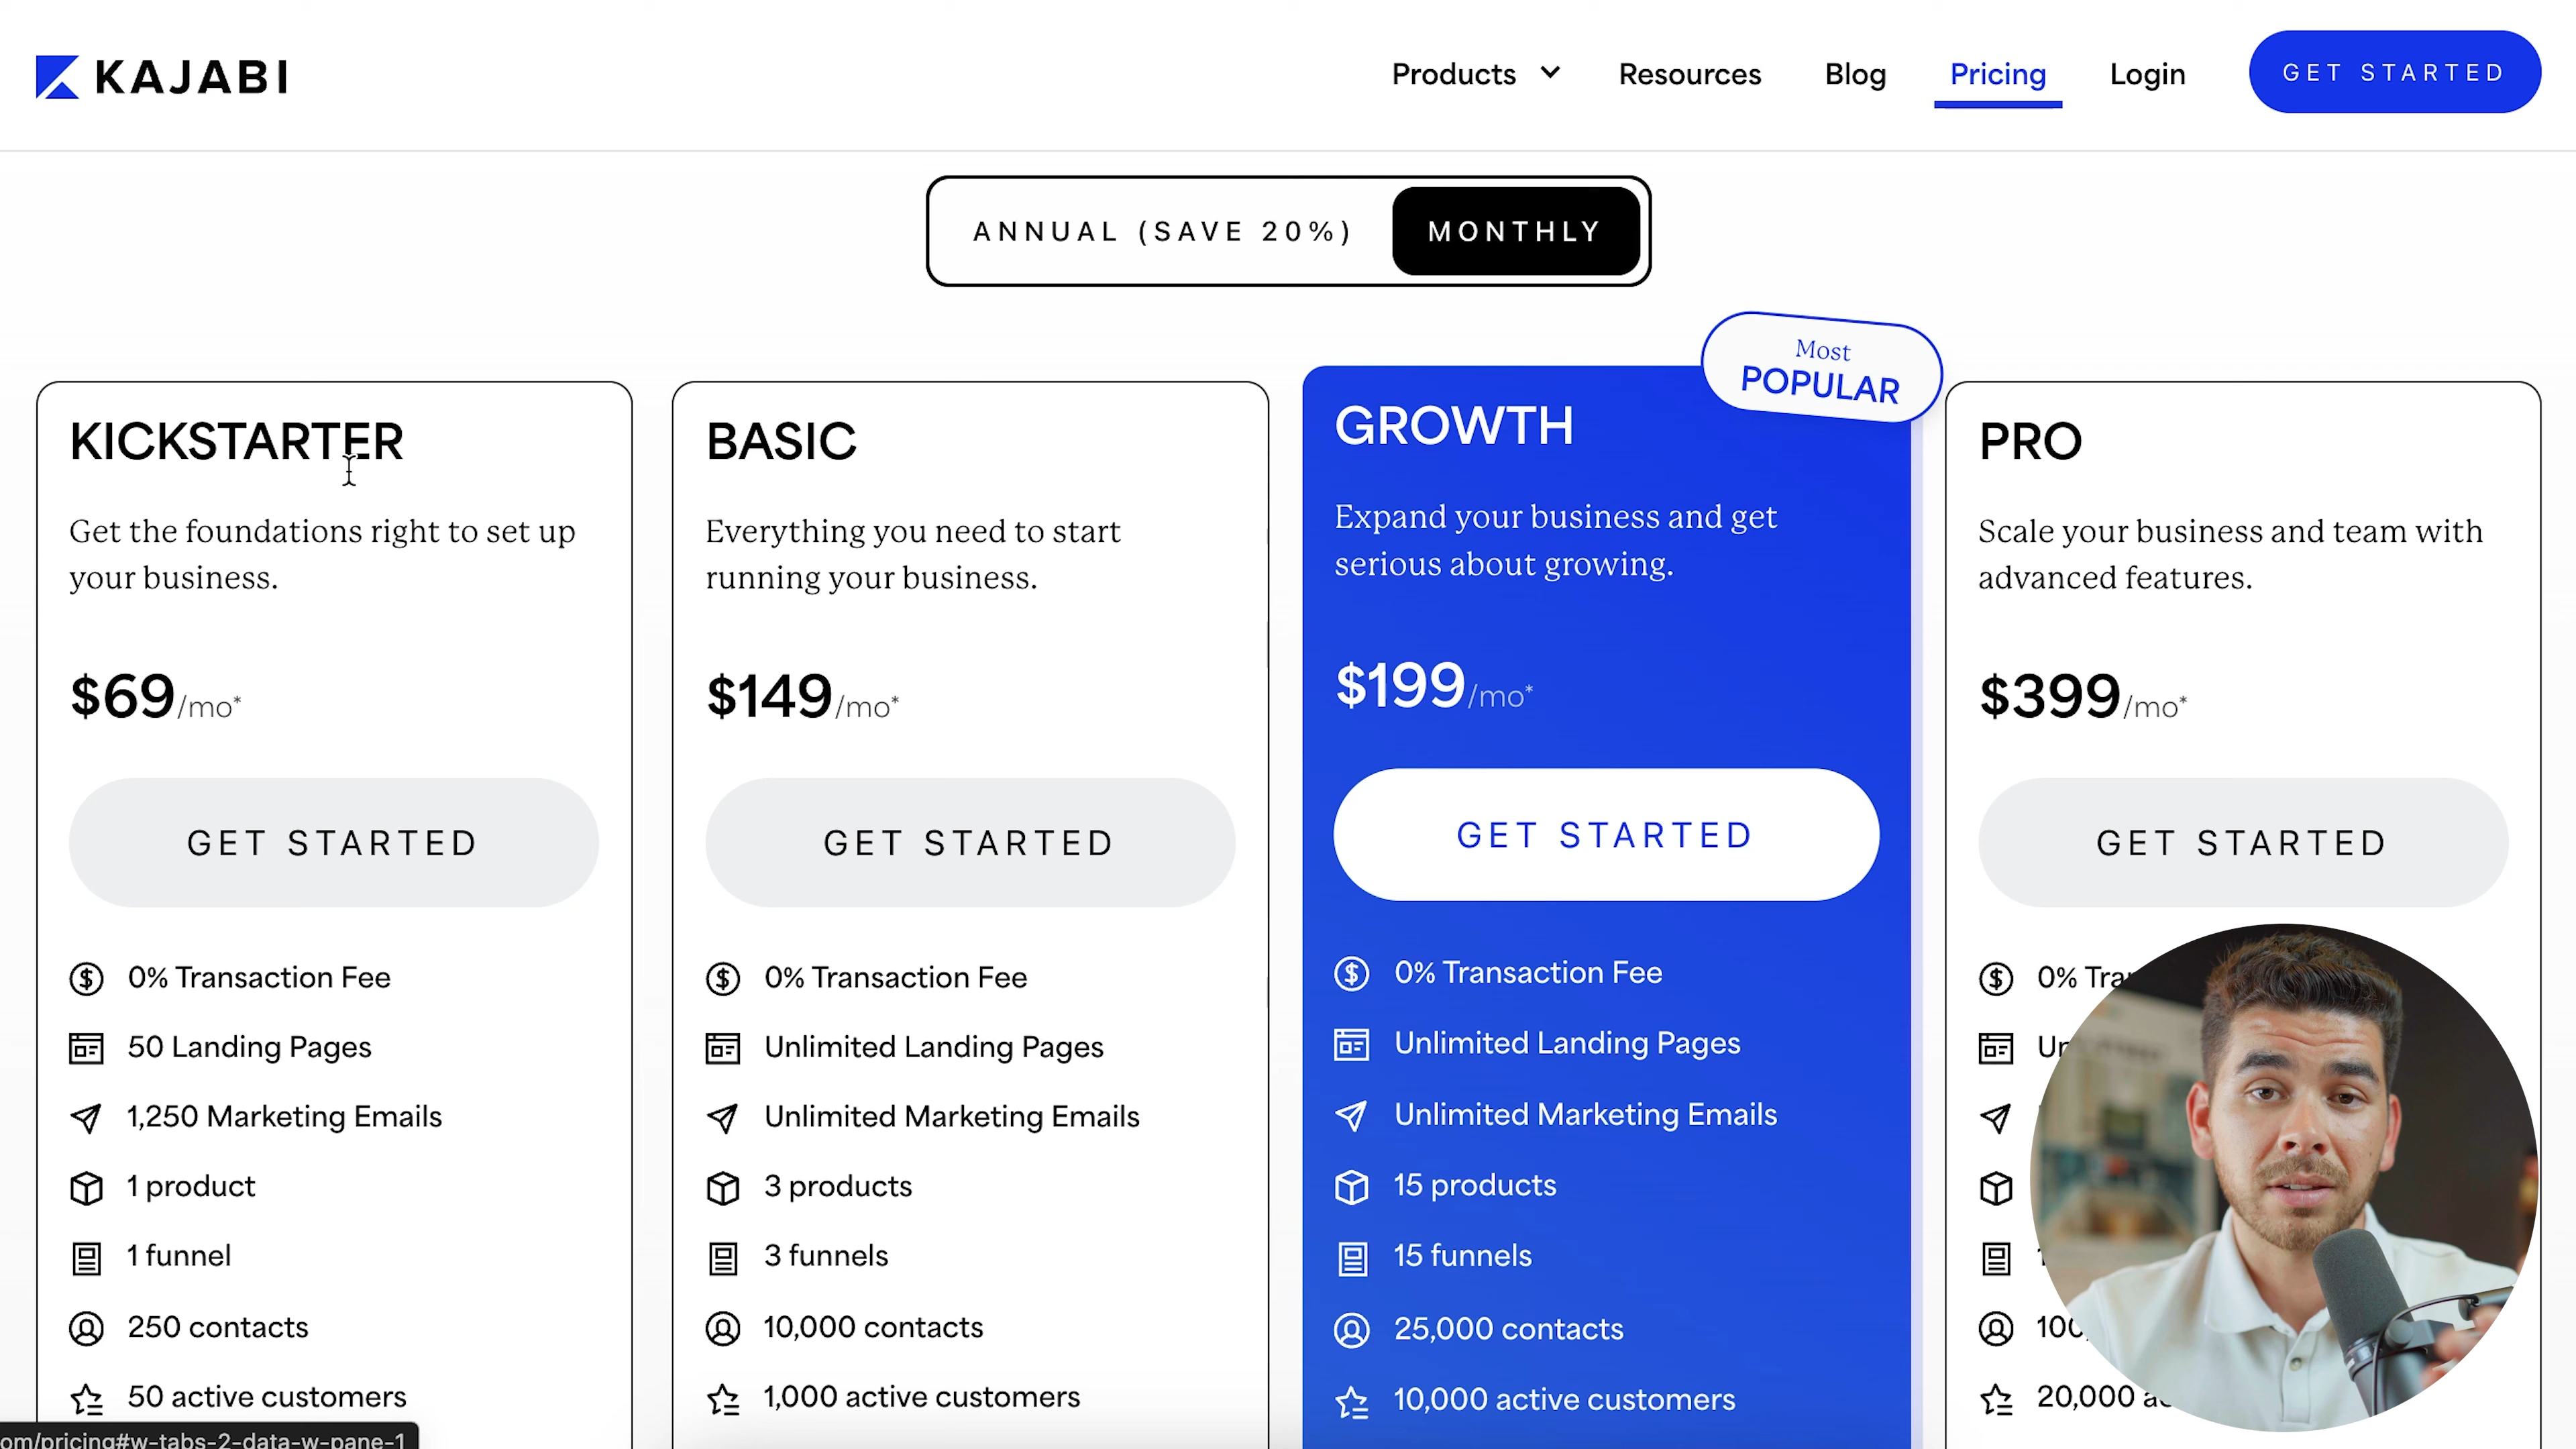 KAJABI
Products
Resources
Blog
Pricing
Login
GET STARTED
ANNUAL (SAVE 20%)
MONTHLY
KICKSTARTER
Get the foundations right to set up
your business.
$69/mo*
GET STARTED
0% Transaction Fee
50 Landing Pages
1,250 Marketing Emails
1 product
1 funnel
250 contacts
50 active customers
BASIC
Everything you need to start
running your business.
$149/mo*
GET STARTED
0% Transaction Fee
Unlimited Landing Pages
Unlimited Marketing Emails
3 products
3 funnels
10,000 contacts
1,000 active customers
Most
POPULAR
GROWTH
Expand your business and get
serious about growing.
$199/mo*
GET STARTED
0% Transaction Fee
Unlimited Landing Pages
Unlimited Marketing Emails
15 products
15 funnels
25,000 contacts
10,000 active customers
PRO
Scale your business and team with
advanced features.
$399/mo*
GET STARTED
0%
20,000
om/pricing#w-tabs-2-data-w-pane-1